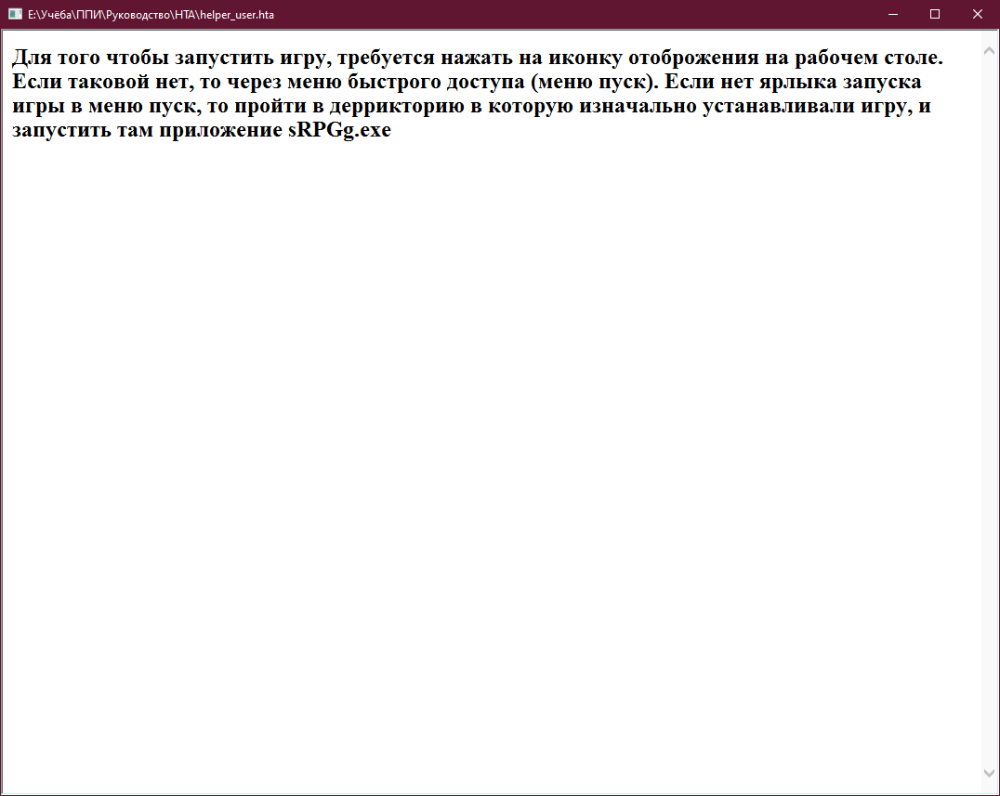 E:\Учёба\ППИ\Руководство\HTA\helper_user.hta
Для того чтобы запустить игру, требуется нажать на иконку отоброжения на рабочем столе.
Если таковой нет, то через меню быстрого доступа (меню пуск). Если нет ярлыка запуска
игры в меню пуск, то пройти в деррикторию в которую изначально устанавливали игру, и
запустить там приложение sRPGg.exe